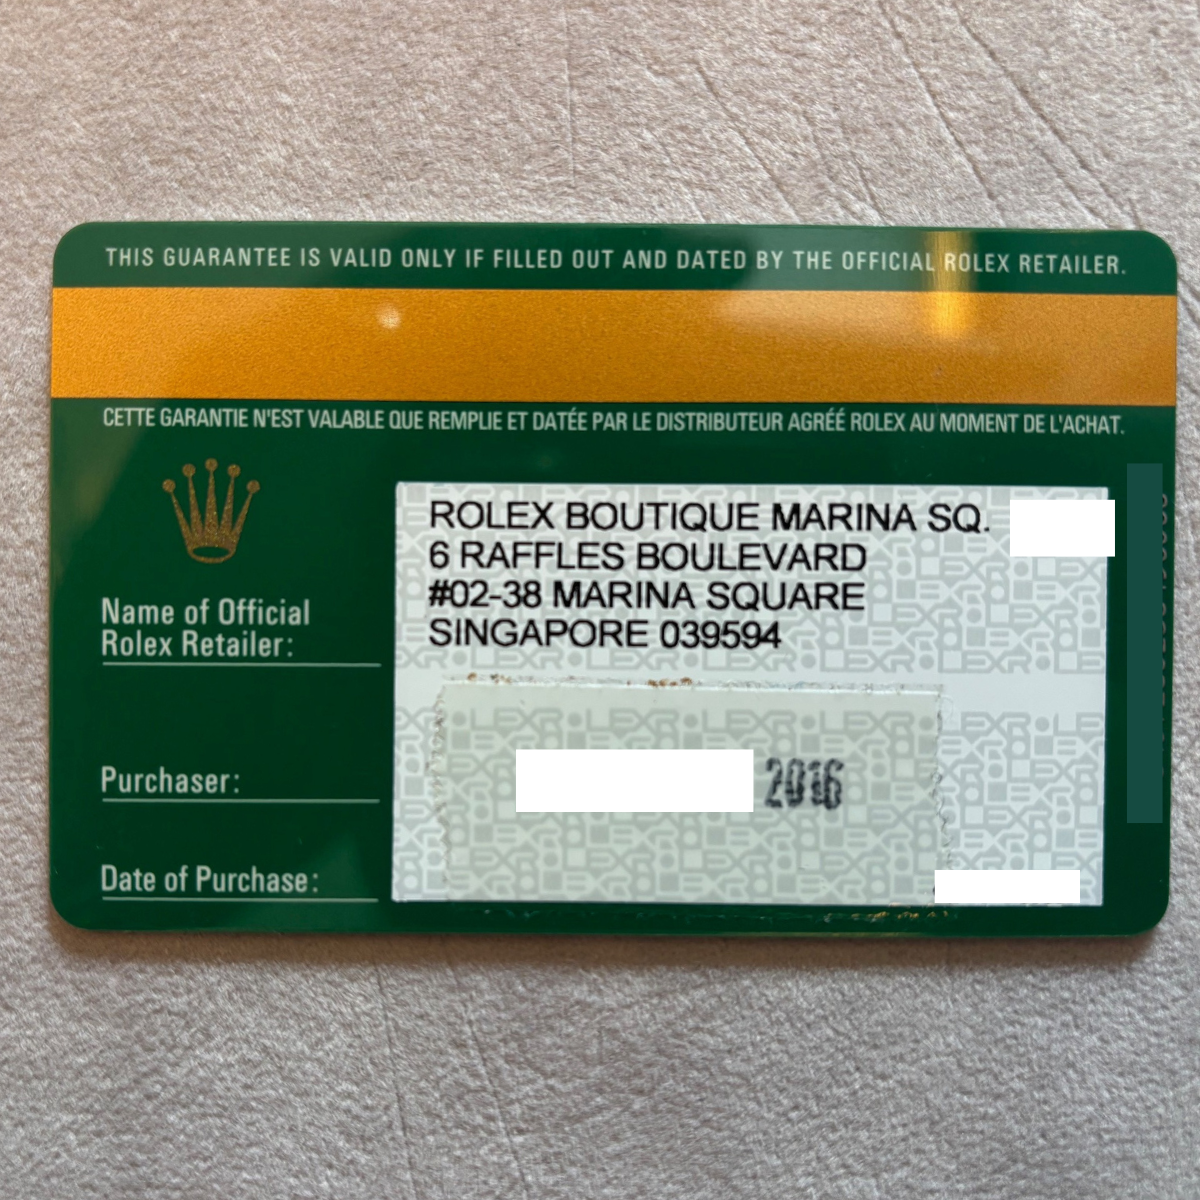 THIS GUARANTEE IS VALID ONLY IF FILLED OUT AND DATED BY THE OFFICIAL ROLEX RETAILER.
CETTE GARANTIE N'EST VALABLE QUE REMPLIE ET DATÉE PAR LE DISTRIBUTEUR AGRÉÉ ROLEX AU MOMENT DE L'ACHAT.
Name of Official
Rolex Retailer:
ROLEX BOUTIQUE MARINA SQ.
6 RAFFLES BOULEVARD
#02-38 MARINA SQUARE
SINGAPORE 039594
Purchaser:
2016
Date of Purchase: